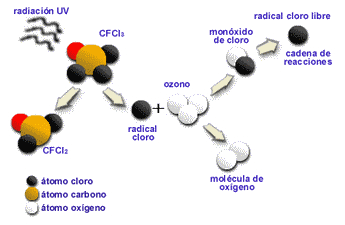 radiación UV
CFCl₃
monóxido
de cloro
radical cloro libre
cadena de
reacciones
ozono
radical
cloro
CFCl₂
molécula de
oxígeno
átomo cloro
átomo carbono
átomo oxígeno